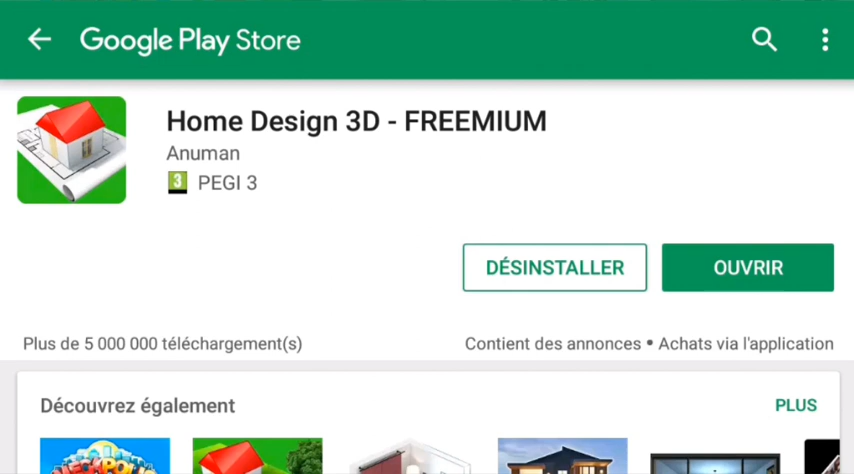 Google Play Store
Home Design 3D - FREEMIUM
Anuman
3 PEGI 3
DÉSINSTALLER
OUVRIR
Plus de 5 000 000 téléchargement(s)
Contient des annonces • Achats via l'application
Découvrez également
PLUS